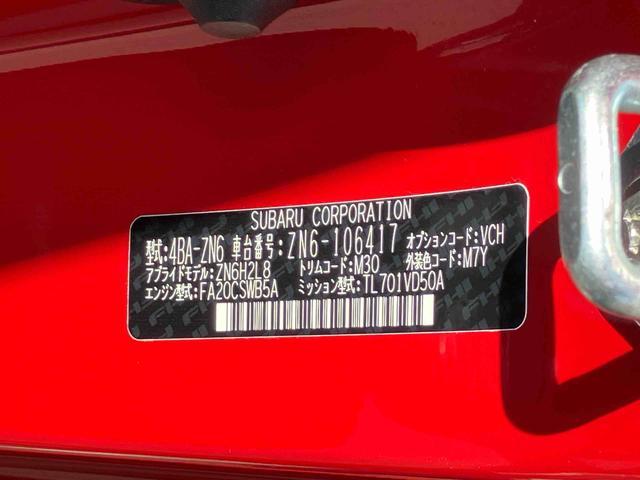 SUBARU CORPORATION
型式:4BA-ZN6 車台番号:ZN6-106417 オプションコード:VCH
アプライドモデル:ZN6H2L8 トリムコード:M30 外装色コード:M7Y
エンジン型式:FA20CSWB5A ミッション型式:TL701VD50A